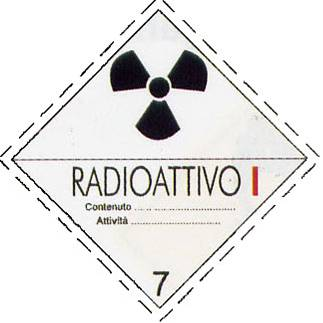 RADIOATTIVO I
Contenuto ..............................
Attività ..............................
7